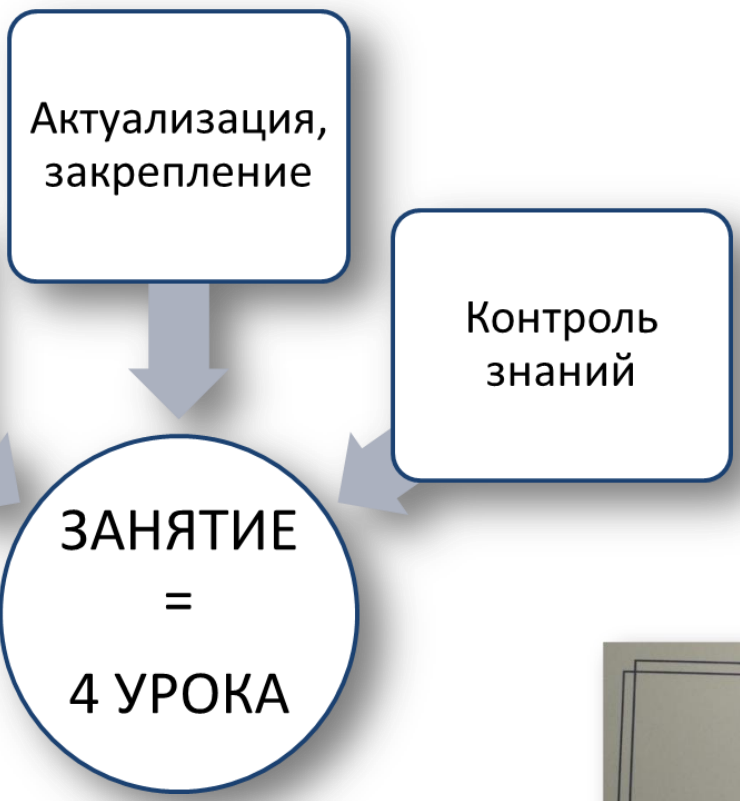 Актуализация,
закрепление
Контроль
знаний
ЗАНЯТИЕ
=
4 УРОКА